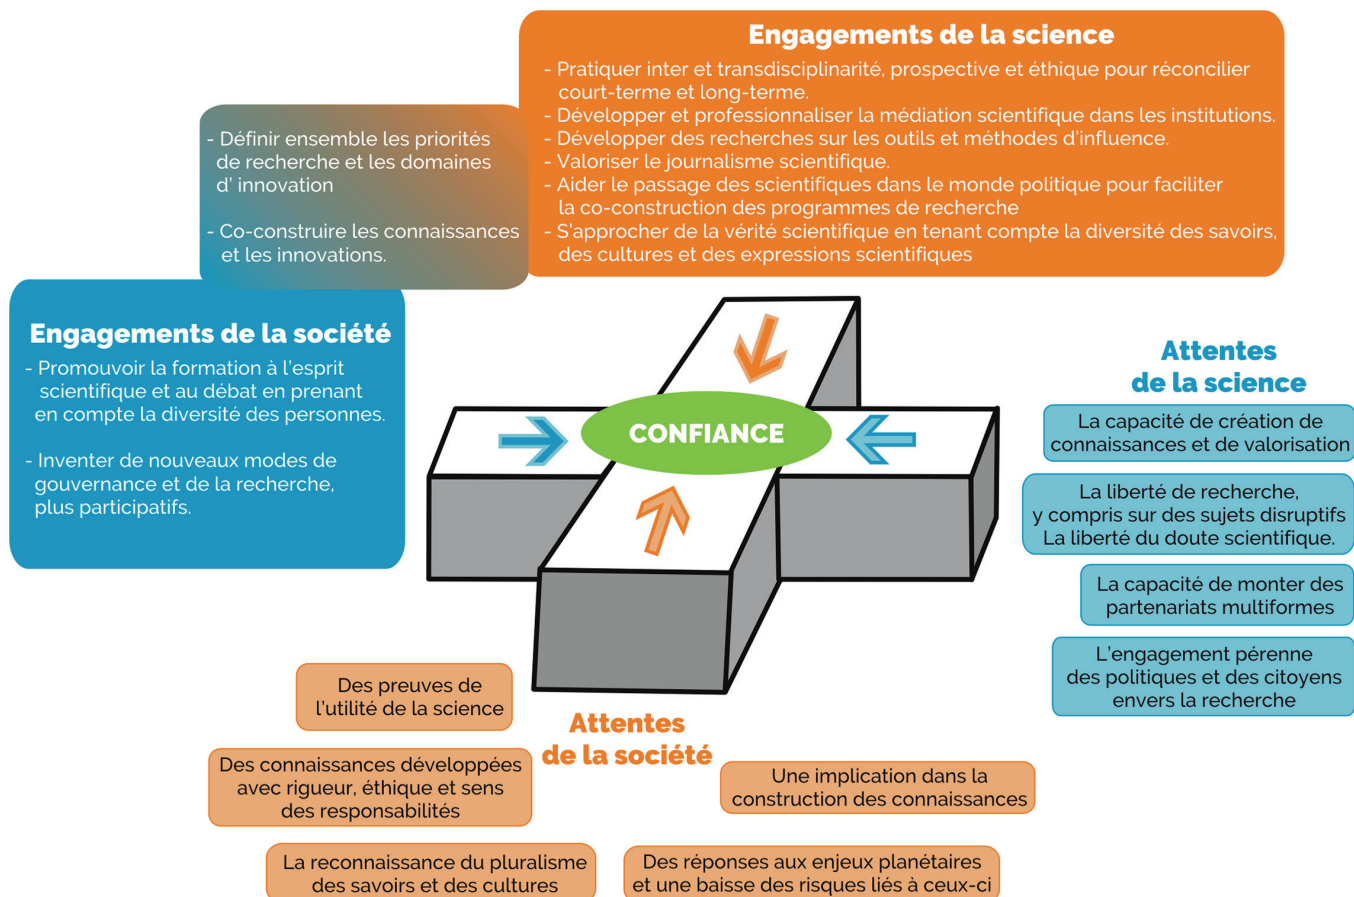 Engagements de la science
- Pratiquer inter et transdisciplinarité, prospective et éthique pour réconcilier
court-terme et long-terme.
- Développer et professionnaliser la médiation scientifique dans les institutions.
- Développer des recherches sur les outils et méthodes d'influence.
- Valoriser le journalisme scientifique.
- Aider le passage des scientifiques dans le monde politique pour faciliter
la co-construction des programmes de recherche
- S'approcher de la vérité scientifique en tenant compte la diversité des savoirs,
des cultures et des expressions scientifiques
- Définir ensemble les priorités
de recherche et les domaines
d' innovation
- Co-construire les connaissances
et les innovations.
Engagements de la société
- Promouvoir la formation à l'esprit
scientifique et au débat en prenant
en compte la diversité des personnes.
- Inventer de nouveaux modes de
gouvernance et de la recherche,
plus participatifs.
CONFIANCE
Attentes
de la science
La capacité de création de
connaissances et de valorisation
La liberté de recherche,
y compris sur des sujets disruptifs
La liberté du doute scientifique.
La capacité de monter des
partenariats multiformes
L'engagement pérenne
des politiques et des citoyens
envers la recherche
Attentes
de la société
Des preuves de
l'utilité de la science
Des connaissances développées
avec rigueur, éthique et sens
des responsabilités
Une implication dans la
construction des connaissances
La reconnaissance du pluralisme
des savoirs et des cultures
Des réponses aux enjeux planétaires
et une baisse des risques liés à ceux-ci